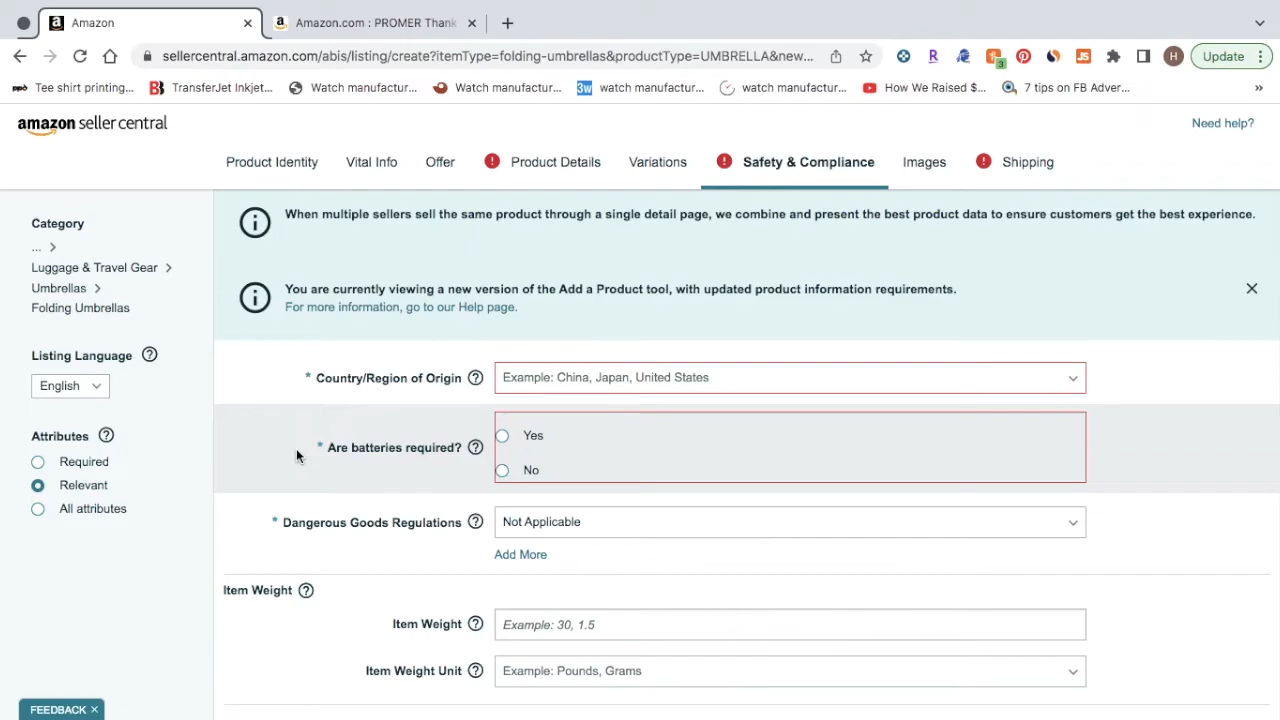 Amazon
Amazon.com : PROMER Thank
sellercentral.amazon.com/abis/listing/create?itemType=folding-umbrellas&productType=UMBRELLA&new...
3
R
JS
H
Update
ppo Tee shirt printing...
TransferJet Inkjet...
Watch manufactur...
Watch manufactur...
3w watch manufactur...
watch manufactur...
How We Raised $...
7 tips on FB Adver...
»
amazon seller central
Need help?
Product Identity
Vital Info
Offer
Product Details
Variations
Safety & Compliance
Images
Shipping
Category
...
Luggage & Travel Gear
Umbrellas
Folding Umbrellas
Listing Language
English
Attributes
Required
Relevant
All attributes
FEEDBACK ×
When multiple sellers sell the same product through a single detail page, we combine and present the best product data to ensure customers get the best experience.
You are currently viewing a new version of the Add a Product tool, with updated product information requirements.
For more information, go to our Help page.
* Country/Region of Origin
Example: China, Japan, United States
* Are batteries required?
Yes
No
* Dangerous Goods Regulations
Not Applicable
Add More
Item Weight
Item Weight
Example: 30, 1.5
Item Weight Unit
Example: Pounds, Grams